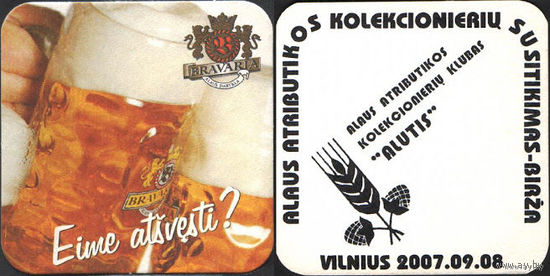 BRAVARIA
BRAVARIA
Eime atšvęsti?
ALAUS ATRIBUTIKOS KOLEKCIONIERIŲ SUSITIKIMAS-BIRŽA
ALAUS ATRIBUTIKOS
KOLEKCIONIERIŲ KLUBAS
"ALUTIS"
VILNIUS 2007.09.08